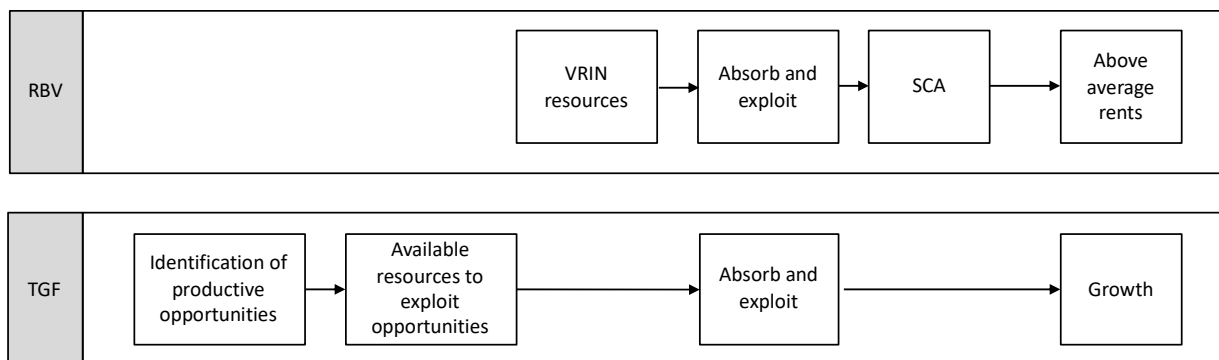 RBV
VRIN
resources
Absorb and
exploit
SCA
Above
average
rents
TGF
Identification of
productive
opportunities
Available
resources to
exploit
opportunities
Absorb and
exploit
Growth